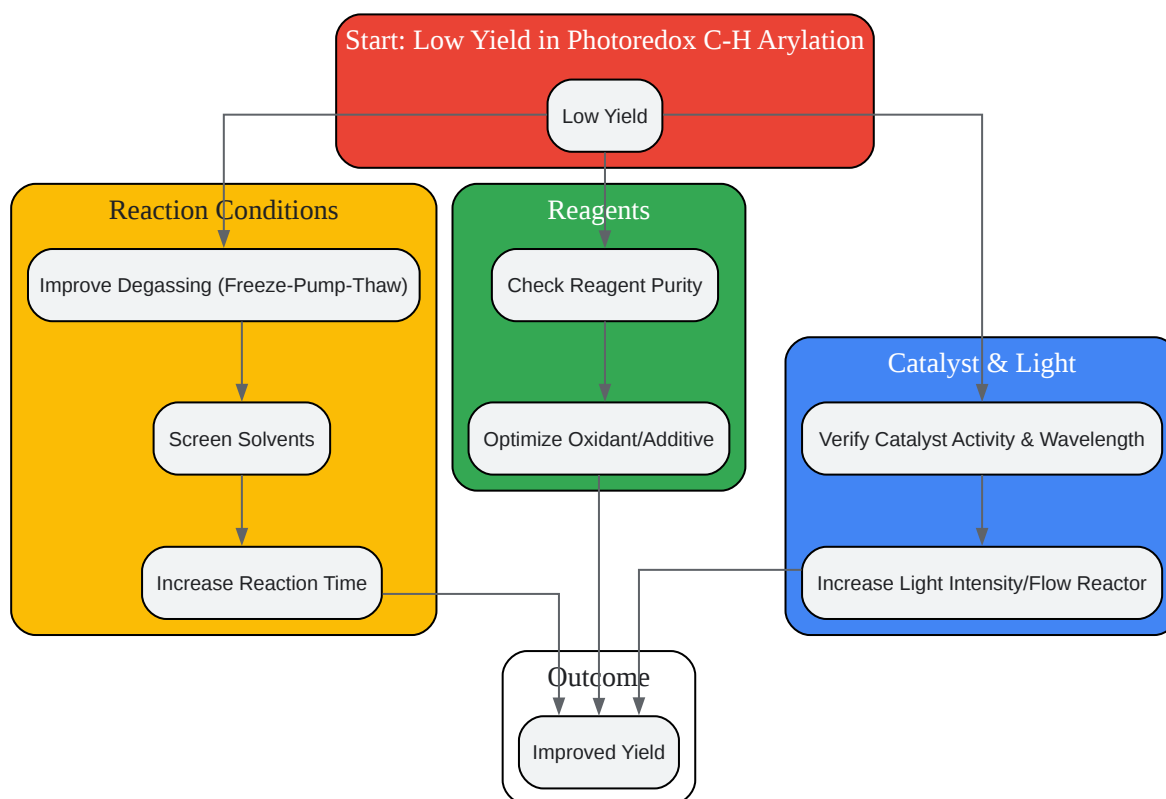 Start: Low Yield in Photoredox C-H Arylation
Low Yield
Reaction Conditions
Improve Degassing (Freeze-Pump-Thaw)
Screen Solvents
Increase Reaction Time
Reagents
Check Reagent Purity
Optimize Oxidant/Additive
Catalyst & Light
Verify Catalyst Activity & Wavelength
Increase Light Intensity/Flow Reactor
Outcome
Improved Yield